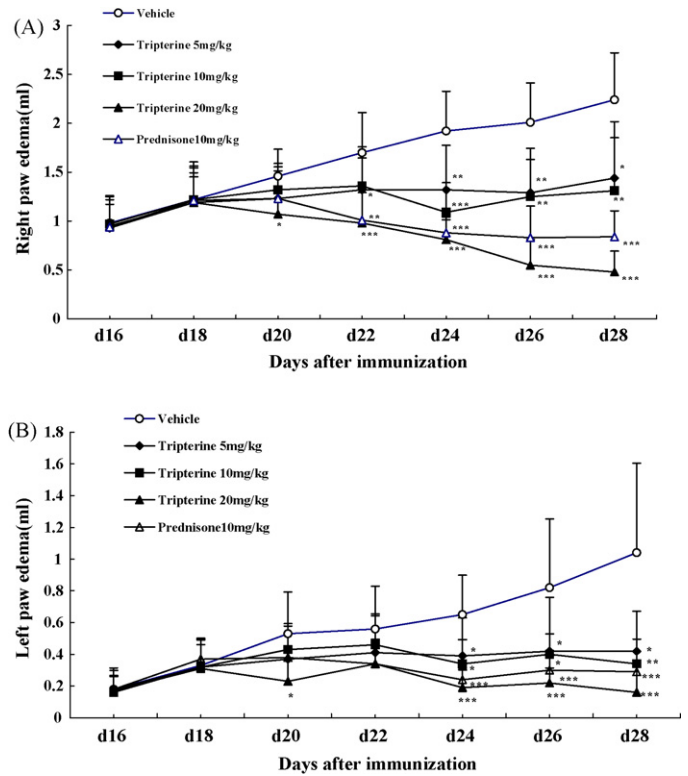 (A)
Vehicle
Tripterine 5mg/kg
Tripterine 10mg/kg
Tripterine 20mg/kg
Prednisone10mg/kg
Right paw edema(ml)
3
2.5
2
1.5
1
0.5
0
** ** *
* *** ** **
** *** *** ***
* *** *** *** ***
d16 d18 d20 d22 d24 d26 d28
Days after immunization
(B)
Vehicle
Tripterine 5mg/kg
Tripterine 10mg/kg
Tripterine 20mg/kg
Prednisone10mg/kg
Left paw edema(ml)
1.8
1.6
1.4
1.2
1
0.8
0.6
0.4
0.2
0
* * *
* * **
*** *** ***
* *** *** ***
d16 d18 d20 d22 d24 d26 d28
Days after immunization